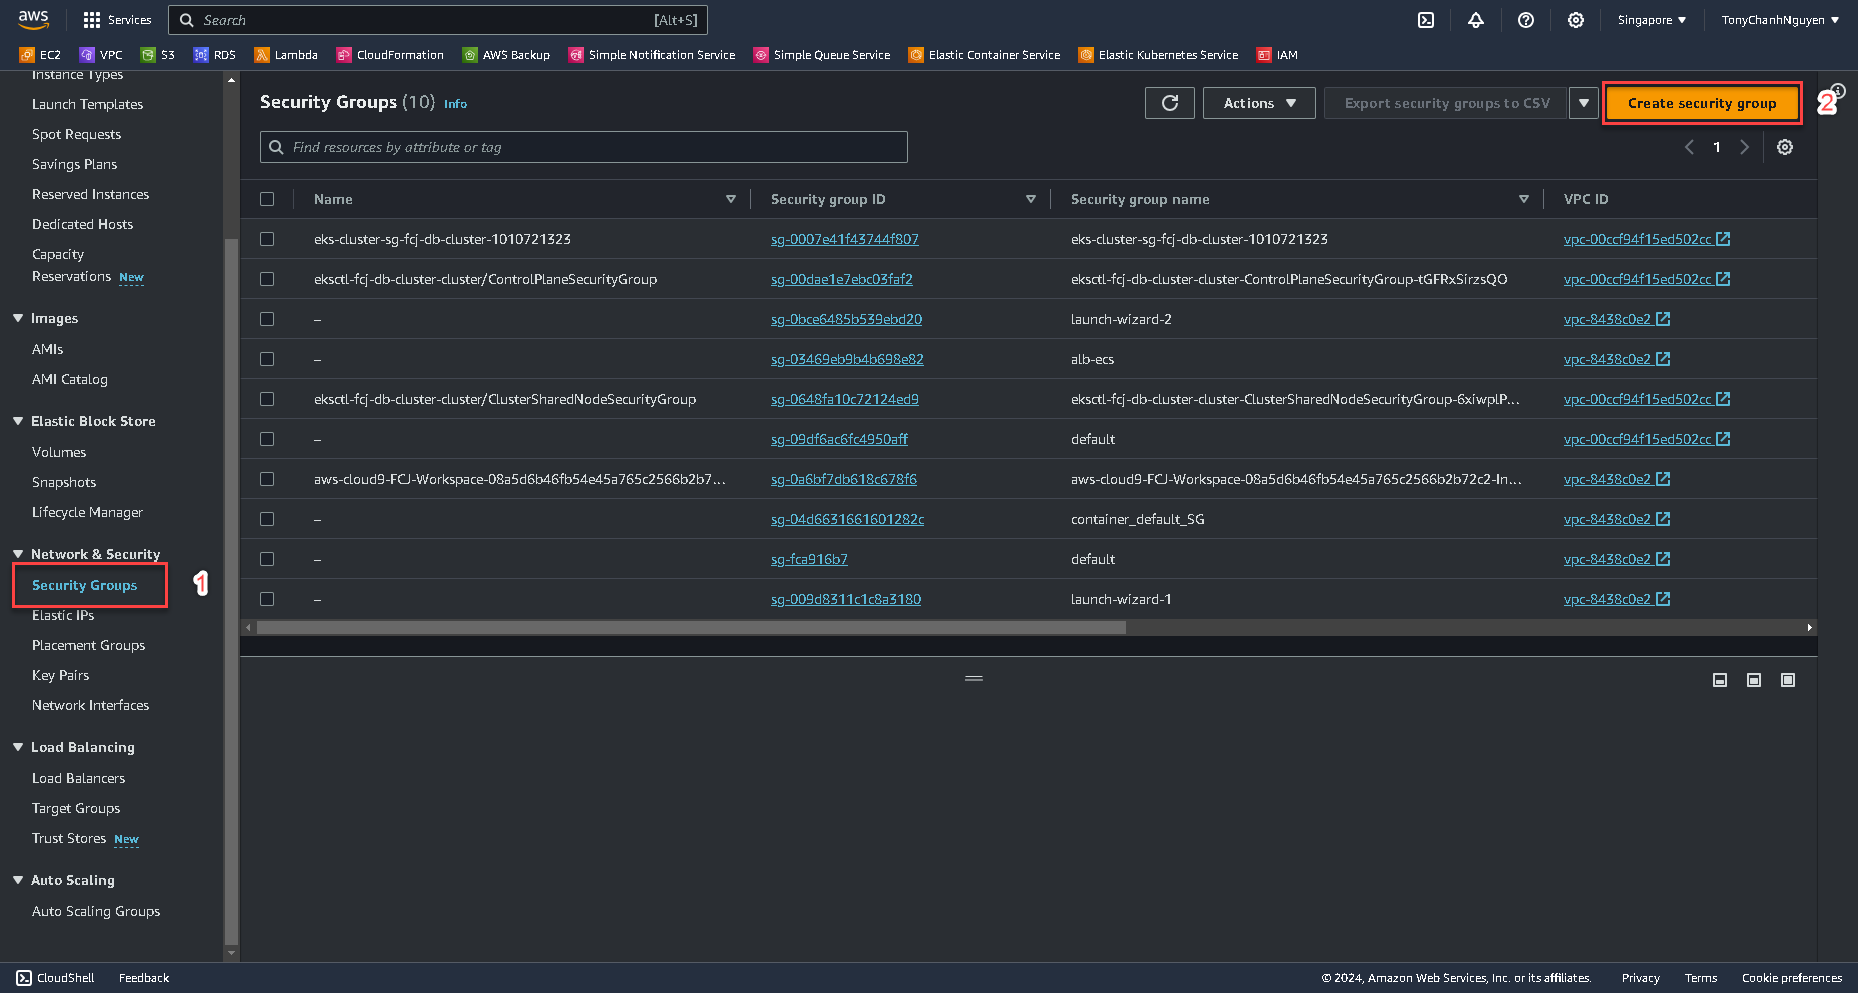 aws Services Search [Alt+S] Singapore TonyChanhNguyen
EC2 VPC S3 RDS Lambda CloudFormation AWS Backup Simple Notification Service Simple Queue Service Elastic Container Service Elastic Kubernetes Service IAM
Instance Types
Launch Templates
Spot Requests
Savings Plans
Reserved Instances
Dedicated Hosts
Capacity
Reservations New
Images
AMIs
AMI Catalog
Elastic Block Store
Volumes
Snapshots
Lifecycle Manager
Network & Security
Security Groups 1
Elastic IPs
Placement Groups
Key Pairs
Network Interfaces
Load Balancing
Load Balancers
Target Groups
Trust Stores New
Auto Scaling
Auto Scaling Groups
Security Groups (10) Info Actions Export security groups to CSV Create security group 2
Find resources by attribute or tag 1
Name Security group ID Security group name VPC ID
eks-cluster-sg-fcj-db-cluster-1010721323 sg-0007e41f43744f807 eks-cluster-sg-fcj-db-cluster-1010721323 vpc-00ccf94f15ed502cc
eksctl-fcj-db-cluster-cluster/ControlPlaneSecurityGroup sg-00dae1e7ebc03faf2 eksctl-fcj-db-cluster-cluster-ControlPlaneSecurityGroup-tGFRxSirzsQO vpc-00ccf94f15ed502cc
– sg-0bce6485b539ebd20 launch-wizard-2 vpc-8438c0e2
– sg-03469eb9b4b698e82 alb-ecs vpc-8438c0e2
eksctl-fcj-db-cluster-cluster/ClusterSharedNodeSecurityGroup sg-0648fa10c72124ed9 eksctl-fcj-db-cluster-cluster-ClusterSharedNodeSecurityGroup-6xiwplP... vpc-00ccf94f15ed502cc
– sg-09df6ac6fc4950aff default vpc-00ccf94f15ed502cc
aws-cloud9-FCJ-Workspace-08a5d6b46fb54e45a765c2566b2b7... sg-0a6bf7db618c678f6 aws-cloud9-FCJ-Workspace-08a5d6b46fb54e45a765c2566b2b72c2-In... vpc-8438c0e2
– sg-04d6631661601282c container_default_SG vpc-8438c0e2
– sg-fca916b7 default vpc-8438c0e2
– sg-009d8311c1c8a3180 launch-wizard-1 vpc-8438c0e2
CloudShell Feedback © 2024, Amazon Web Services, Inc. or its affiliates. Privacy Terms Cookie preferences